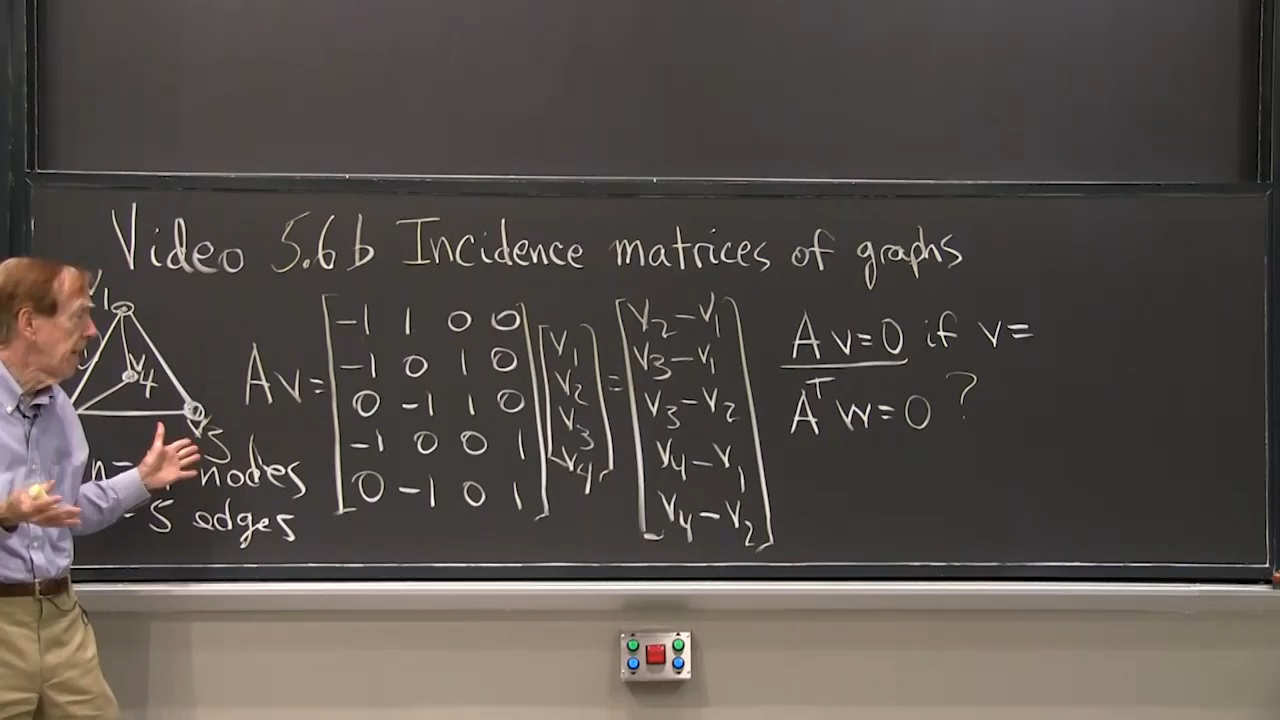 Video 5.6b Incidence matrices of graphs
V1
V4
V3
nodes
5 edges
Av = [-1 1 0 0] [v1] = [v2 - v1]
[-1 0 1 0] [v2] [v3 - v1]
[0 -1 1 0] [v3] [v3 - v2]
[-1 0 0 1] [v4] [v4 - v1]
[0 -1 0 1] [v4 - v2]
Av=0 if v=
Aᵀw=0 ?